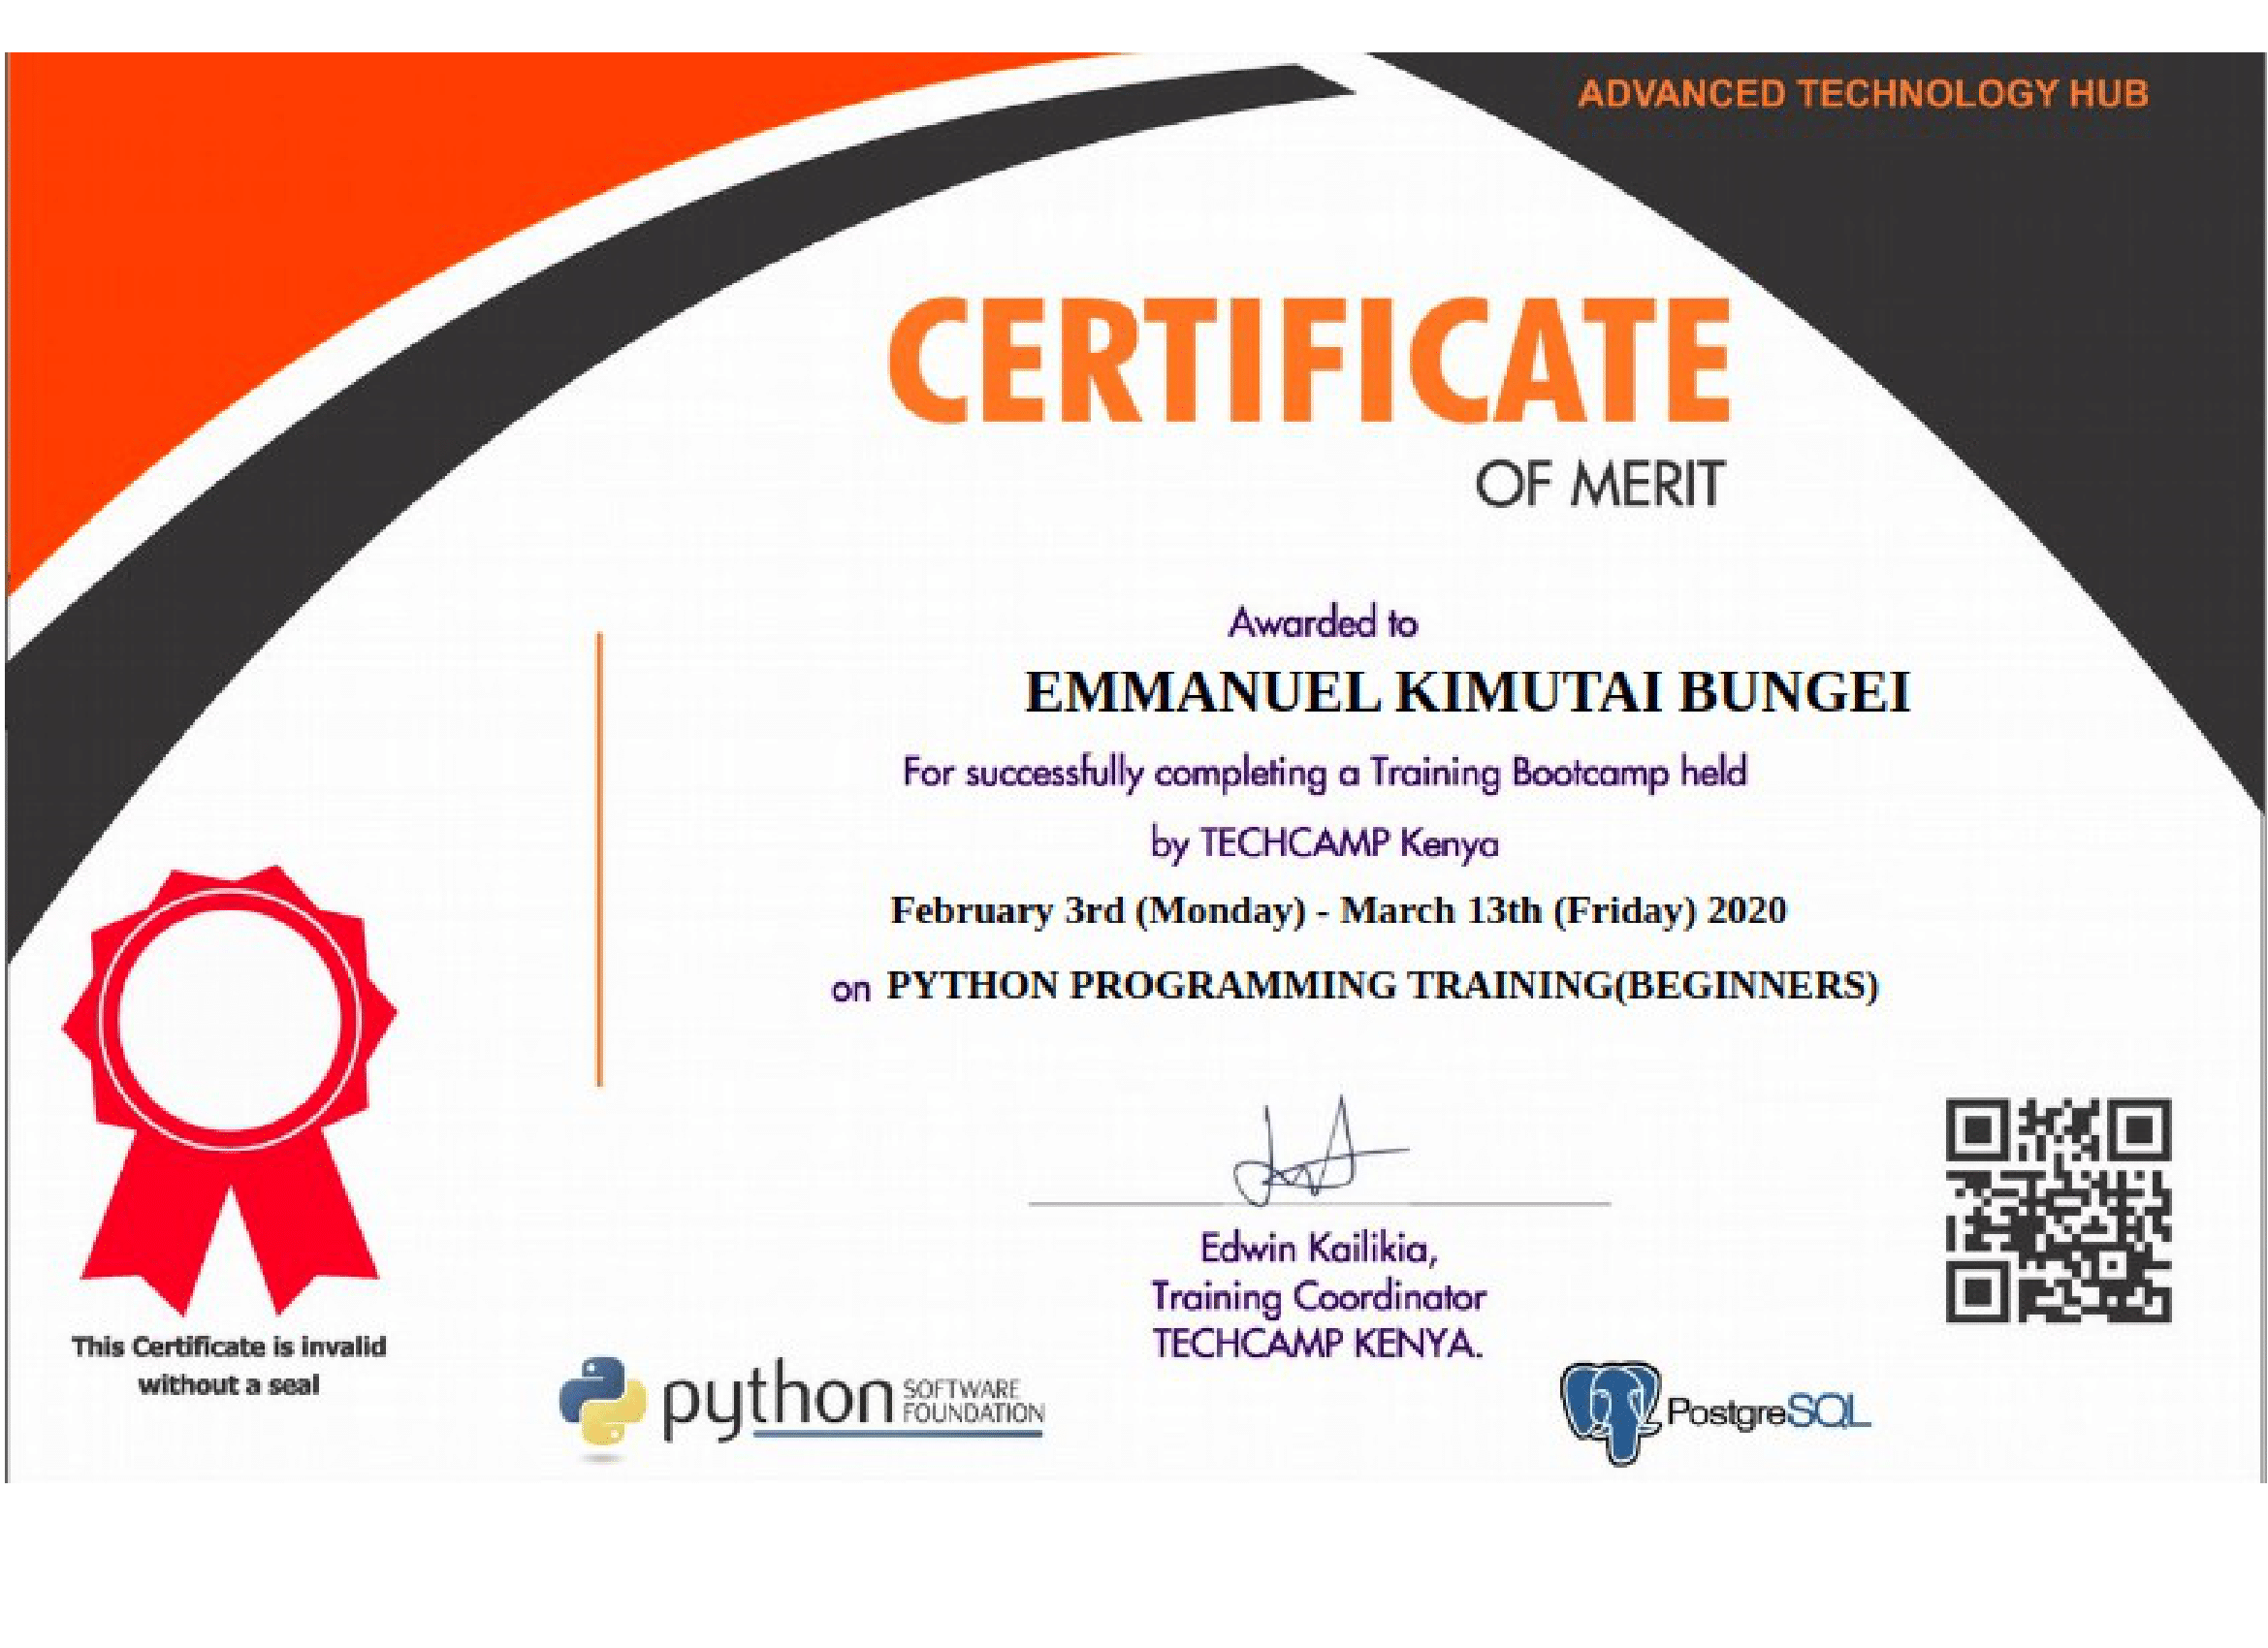 ADVANCED TECHNOLOGY HUB
CERTIFICATE
OF MERIT
Awarded to
EMMANUEL KIMUTAI BUNGEI
For successfully completing a Training Bootcamp held
by TECHCAMP Kenya
February 3rd (Monday) - March 13th (Friday) 2020
on PYTHON PROGRAMMING TRAINING(BEGINNERS)
Edwin Kailikia,
Training Coordinator
TECHCAMP KENYA.
This Certificate is invalid
without a seal
python SOFTWARE
FOUNDATION
PostgreSQL